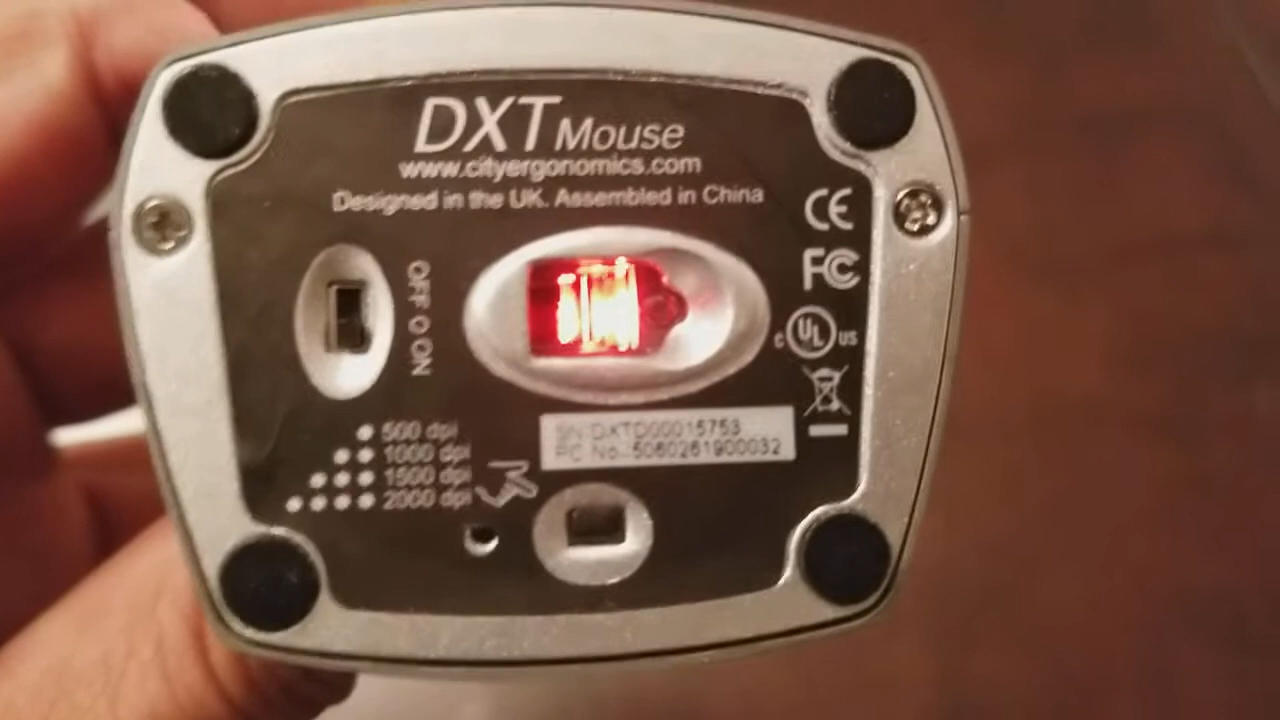 DXT Mouse
www.cityergonomics.com
Designed in the UK. Assembled in China
CE
FC
OFF O ON
c UL us
500 dpi
1000 dpi
1500 dpi
2000 dpi
SN:DXTD00015753
PC No.:5060261900032